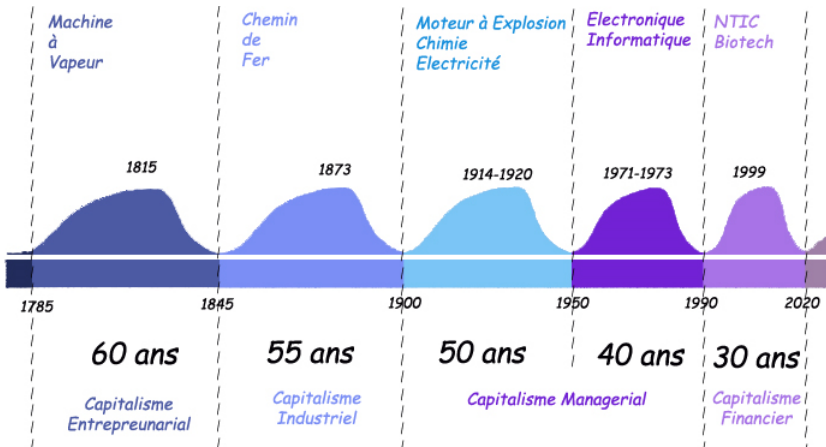 Machine
à
Vapeur
Chemin
de
Fer
Moteur à Explosion
Chimie
Electricité
Electronique
Informatique
NTIC
Biotech
1815
1873
1914-1920
1971-1973
1999
1785
1845
1900
1950
1990
2020
60 ans
55 ans
50 ans
40 ans
30 ans
Capitalisme
Entrepreunarial
Capitalisme
Industriel
Capitalisme Managerial
Capitalisme
Financier